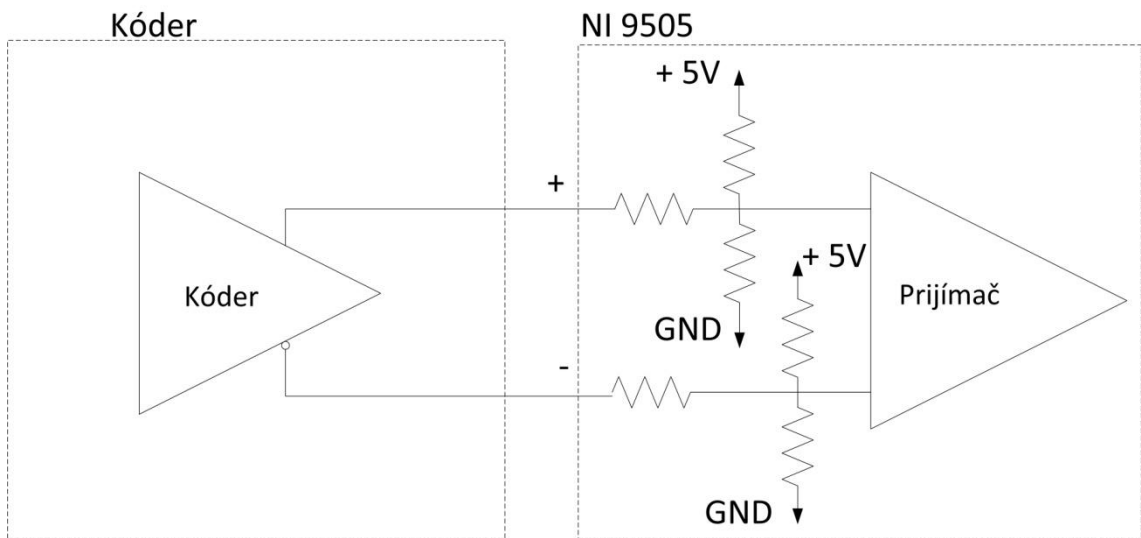 Kóder
NI 9505
+ 5V
+
Kóder
+ 5V
Prijímač
GND
-
GND